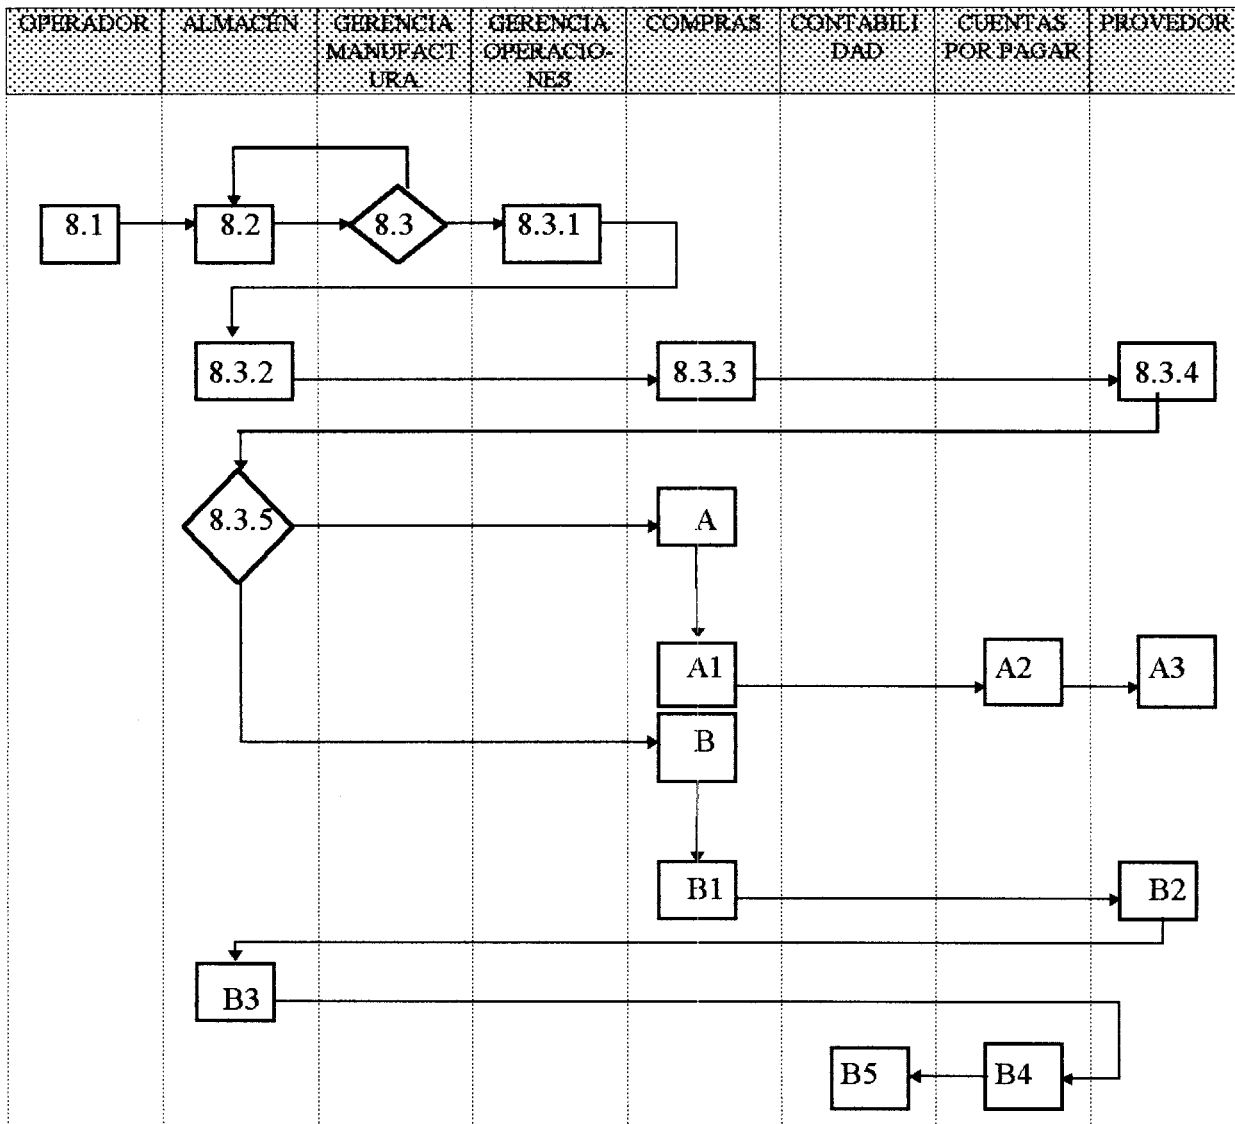 OPERADOR
ALMACÉN
GERENCIA
MANUFACT
URA
GERENCIA
OPERACIO-
NES
COMPRAS
CONTABILI
DAD
CUENTAS
POR PAGAR
PROVEDOR
8.1
8.2
8.3
8.3.1
8.3.2
8.3.3
8.3.4
8.3.5
A
A1
A2
A3
B
B1
B2
B3
B5
B4